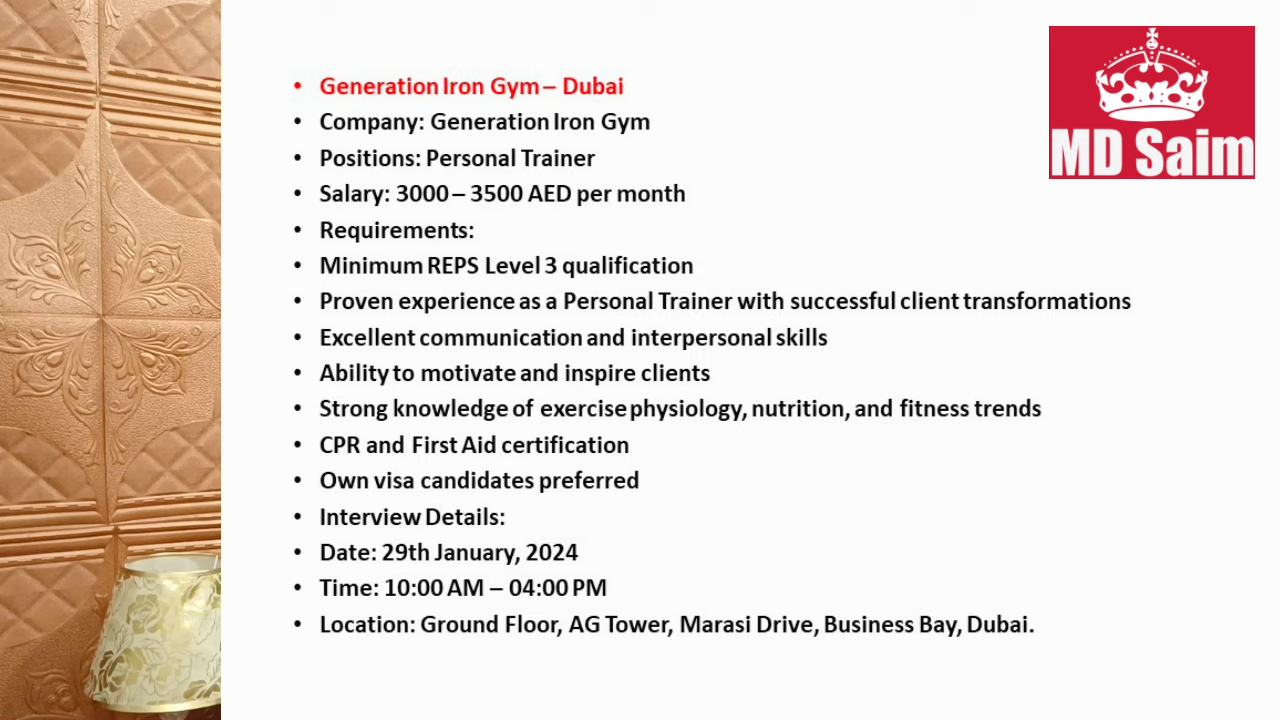 MD Saim
• Generation Iron Gym – Dubai
• Company: Generation Iron Gym
• Positions: Personal Trainer
• Salary: 3000 – 3500 AED per month
• Requirements:
• Minimum REPS Level 3 qualification
• Proven experience as a Personal Trainer with successful client transformations
• Excellent communication and interpersonal skills
• Ability to motivate and inspire clients
• Strong knowledge of exercise physiology, nutrition, and fitness trends
• CPR and First Aid certification
• Own visa candidates preferred
• Interview Details:
• Date: 29th January, 2024
• Time: 10:00 AM – 04:00 PM
• Location: Ground Floor, AG Tower, Marasi Drive, Business Bay, Dubai.